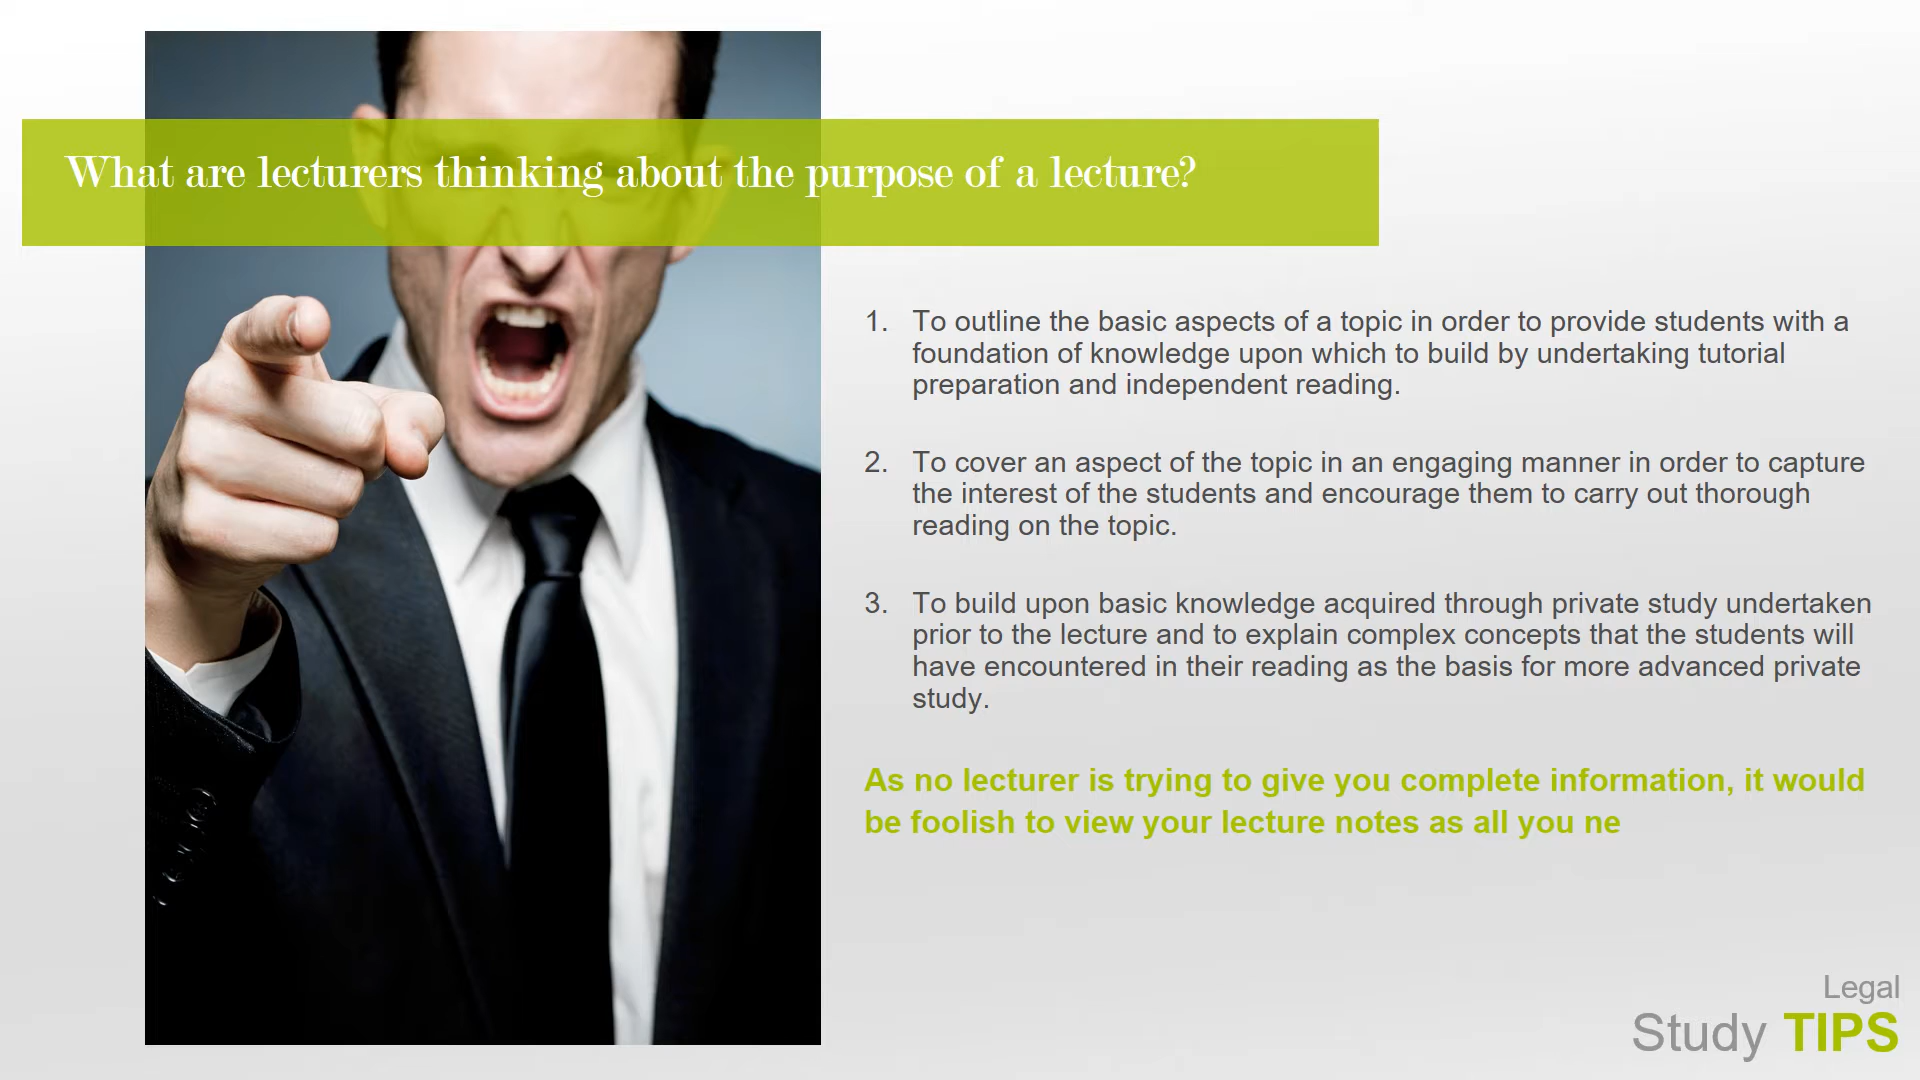 What are lecturers thinking about the purpose of a lecture?
1. To outline the basic aspects of a topic in order to provide students with a
foundation of knowledge upon which to build by undertaking tutorial
preparation and independent reading.
2. To cover an aspect of the topic in an engaging manner in order to capture
the interest of the students and encourage them to carry out thorough
reading on the topic.
3. To build upon basic knowledge acquired through private study undertaken
prior to the lecture and to explain complex concepts that the students will
have encountered in their reading as the basis for more advanced private
study.
As no lecturer is trying to give you complete information, it would
be foolish to view your lecture notes as all you ne
Legal
Study TIPS